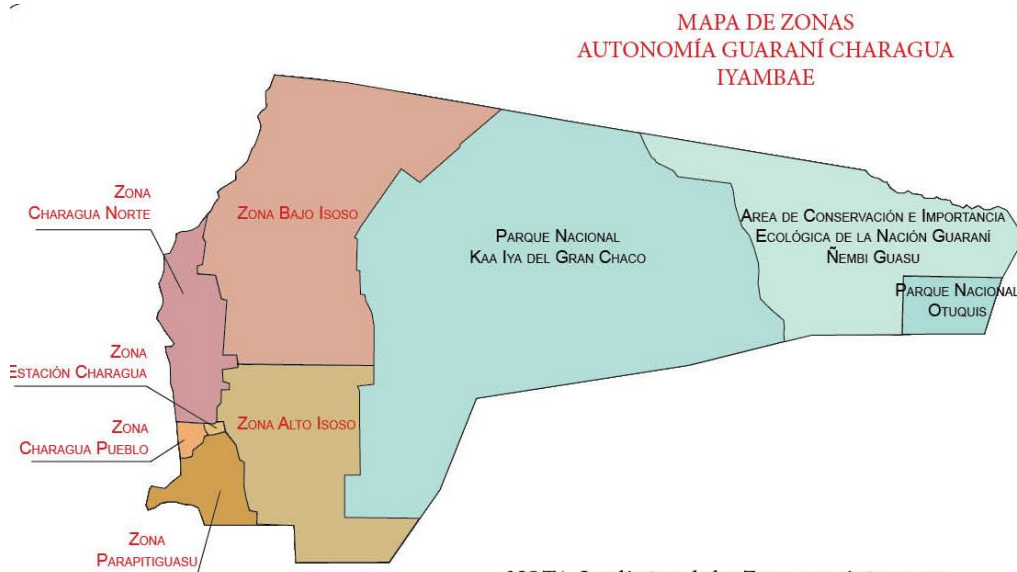 MAPA DE ZONAS
AUTONOMÍA GUARANÍ CHARAGUA
IYAMBAE
ZONA
CHARAGUA NORTE
ZONA BAJO ISOSO
PARQUE NACIONAL
KAA IYA DEL GRAN CHACO
AREA DE CONSERVACIÓN E IMPORTANCIA
ECOLÓGICA DE LA NACIÓN GUARANÍ
ÑEMBI GUASU
PARQUE NACIONAL
OTUQUIS
ZONA
ESTACIÓN CHARAGUA
ZONA
CHARAGUA PUEBLO
ZONA ALTO ISOSO
ZONA
PARAPITIGUASU